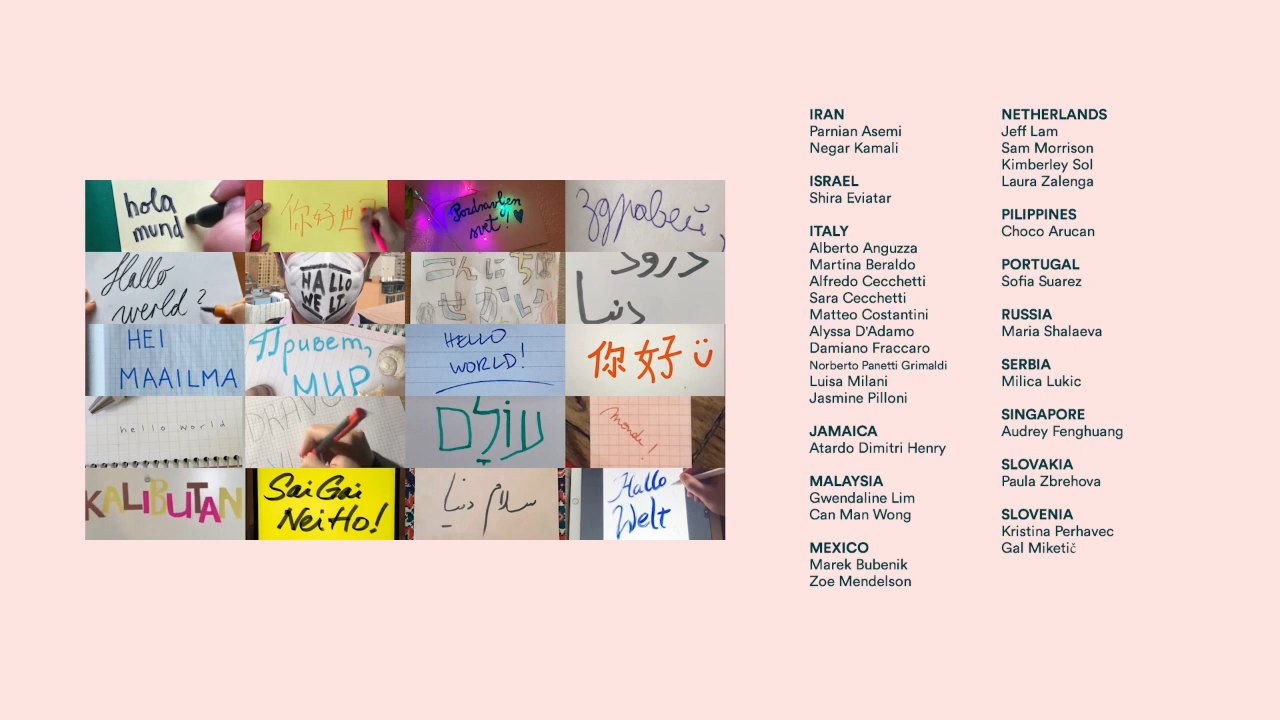 hola
mund
你好世
Pozdravljen
svet!
Здравей,
Hallo
wereld?
HALLO
WELT
こんにち
せかい
درود
دنیا
HEI
MAAILMA
Привет,
МИР
HELLO
WORLD!
你好
hello world
DRAVO
עוֹלָם
Monde!
KALIBUTAN
Sai Gai
Nei Ho!
سلام دنیا
Hallo
Welt
IRAN
Parnian Asemi
Negar Kamali
ISRAEL
Shira Eviatar
ITALY
Alberto Anguzza
Martina Beraldo
Alfredo Cecchetti
Sara Cecchetti
Matteo Costantini
Alyssa D'Adamo
Damiano Fraccaro
Norberto Panetti Grimaldi
Luisa Milani
Jasmine Pilloni
JAMAICA
Atardo Dimitri Henry
MALAYSIA
Gwendaline Lim
Can Man Wong
MEXICO
Marek Bubenik
Zoe Mendelson
NETHERLANDS
Jeff Lam
Sam Morrison
Kimberley Sol
Laura Zalenga
PILIPPINES
Choco Arucan
PORTUGAL
Sofia Suarez
RUSSIA
Maria Shalaeva
SERBIA
Milica Lukic
SINGAPORE
Audrey Fenghuang
SLOVAKIA
Paula Zbrehova
SLOVENIA
Kristina Perhavec
Gal Miketič